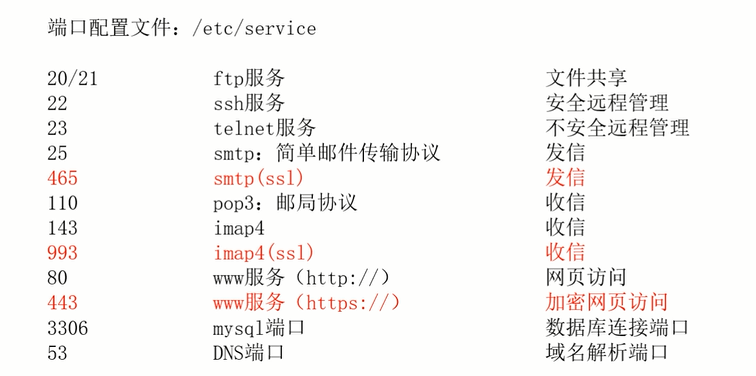 端口配置文件：/etc/service
20/21 ftp服务 文件共享
22 ssh服务 安全远程管理
23 telnet服务 不安全远程管理
25 smtp：简单邮件传输协议 发信
465 smtp(ssl) 发信
110 pop3：邮局协议 收信
143 imap4 收信
993 imap4(ssl) 收信
80 www服务（http://） 网页访问
443 www服务（https://） 加密网页访问
3306 mysql端口 数据库连接端口
53 DNS端口 域名解析端口